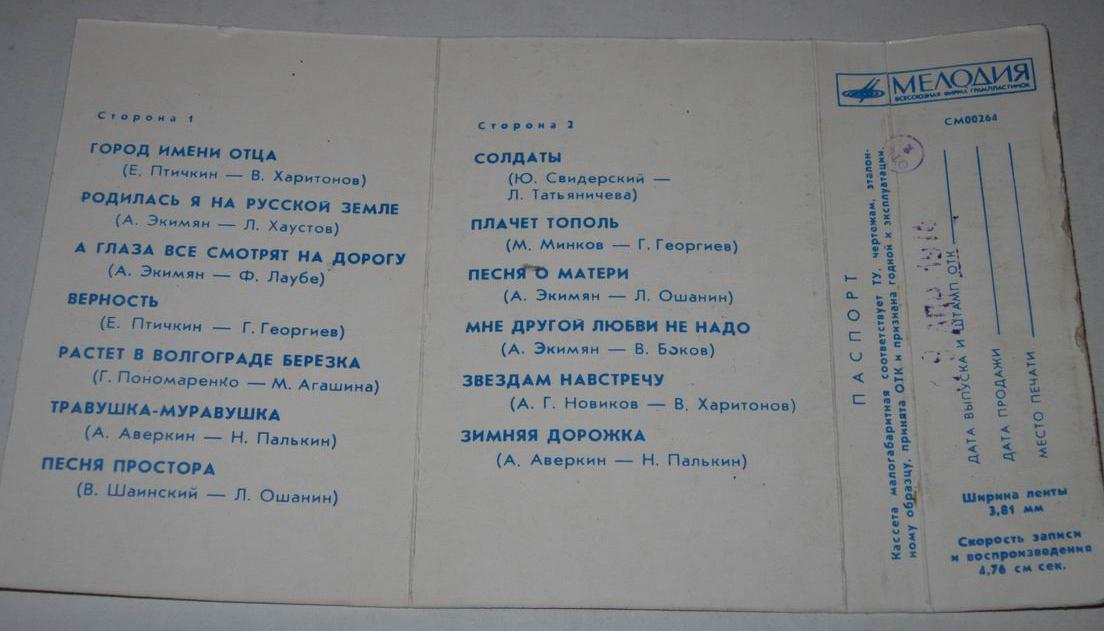 Сторона 1
ГОРОД ИМЕНИ ОТЦА
(Е. Птичкин — В. Харитонов)
РОДИЛАСЬ Я НА РУССКОЙ ЗЕМЛЕ
(А. Экимян — Л. Хаустов)
А ГЛАЗА ВСЕ СМОТРЯТ НА ДОРОГУ
(А. Экимян — Ф. Лаубе)
ВЕРНОСТЬ
(Е. Птичкин — Г. Георгиев)
РАСТЕТ В ВОЛГОГРАДЕ БЕРЕЗКА
(Г. Пономаренко — М. Агашина)
ТРАВУШКА-МУРАВУШКА
(А. Аверкин — Н. Палькин)
ПЕСНЯ ПРОСТОРА
(В. Шаинский — Л. Ошанин)
Сторона 2
СОЛДАТЫ
(Ю. Свидерский —
Л. Татьяничева)
ПЛАЧЕТ ТОПОЛЬ
(М. Минков — Г. Георгиев)
ПЕСНЯ О МАТЕРИ
(А. Экимян — Л. Ошанин)
МНЕ ДРУГОЙ ЛЮБВИ НЕ НАДО
(А. Экимян — В. Боков)
ЗВЕЗДАМ НАВСТРЕЧУ
(А. Г. Новиков — В. Харитонов)
ЗИМНЯЯ ДОРОЖКА
(А. Аверкин — Н. Палькин)
МЕЛОДИЯ
ВСЕСОЮЗНАЯ ФИРМА ГРАМПЛАСТИНОК
СМ00264
ПАСПОРТ
Кассета малогабаритная соответствует ТУ, чертежам, эталон-
ному образцу, принята ОТК и признана годной к эксплуатации.
ДАТА ВЫПУСКА И ШТАМП ОТК
ДАТА ПРОДАЖИ
МЕСТО ПЕЧАТИ
Ширина ленты
3,81 мм
Скорость записи
и воспроизведения
4,76 см сек.